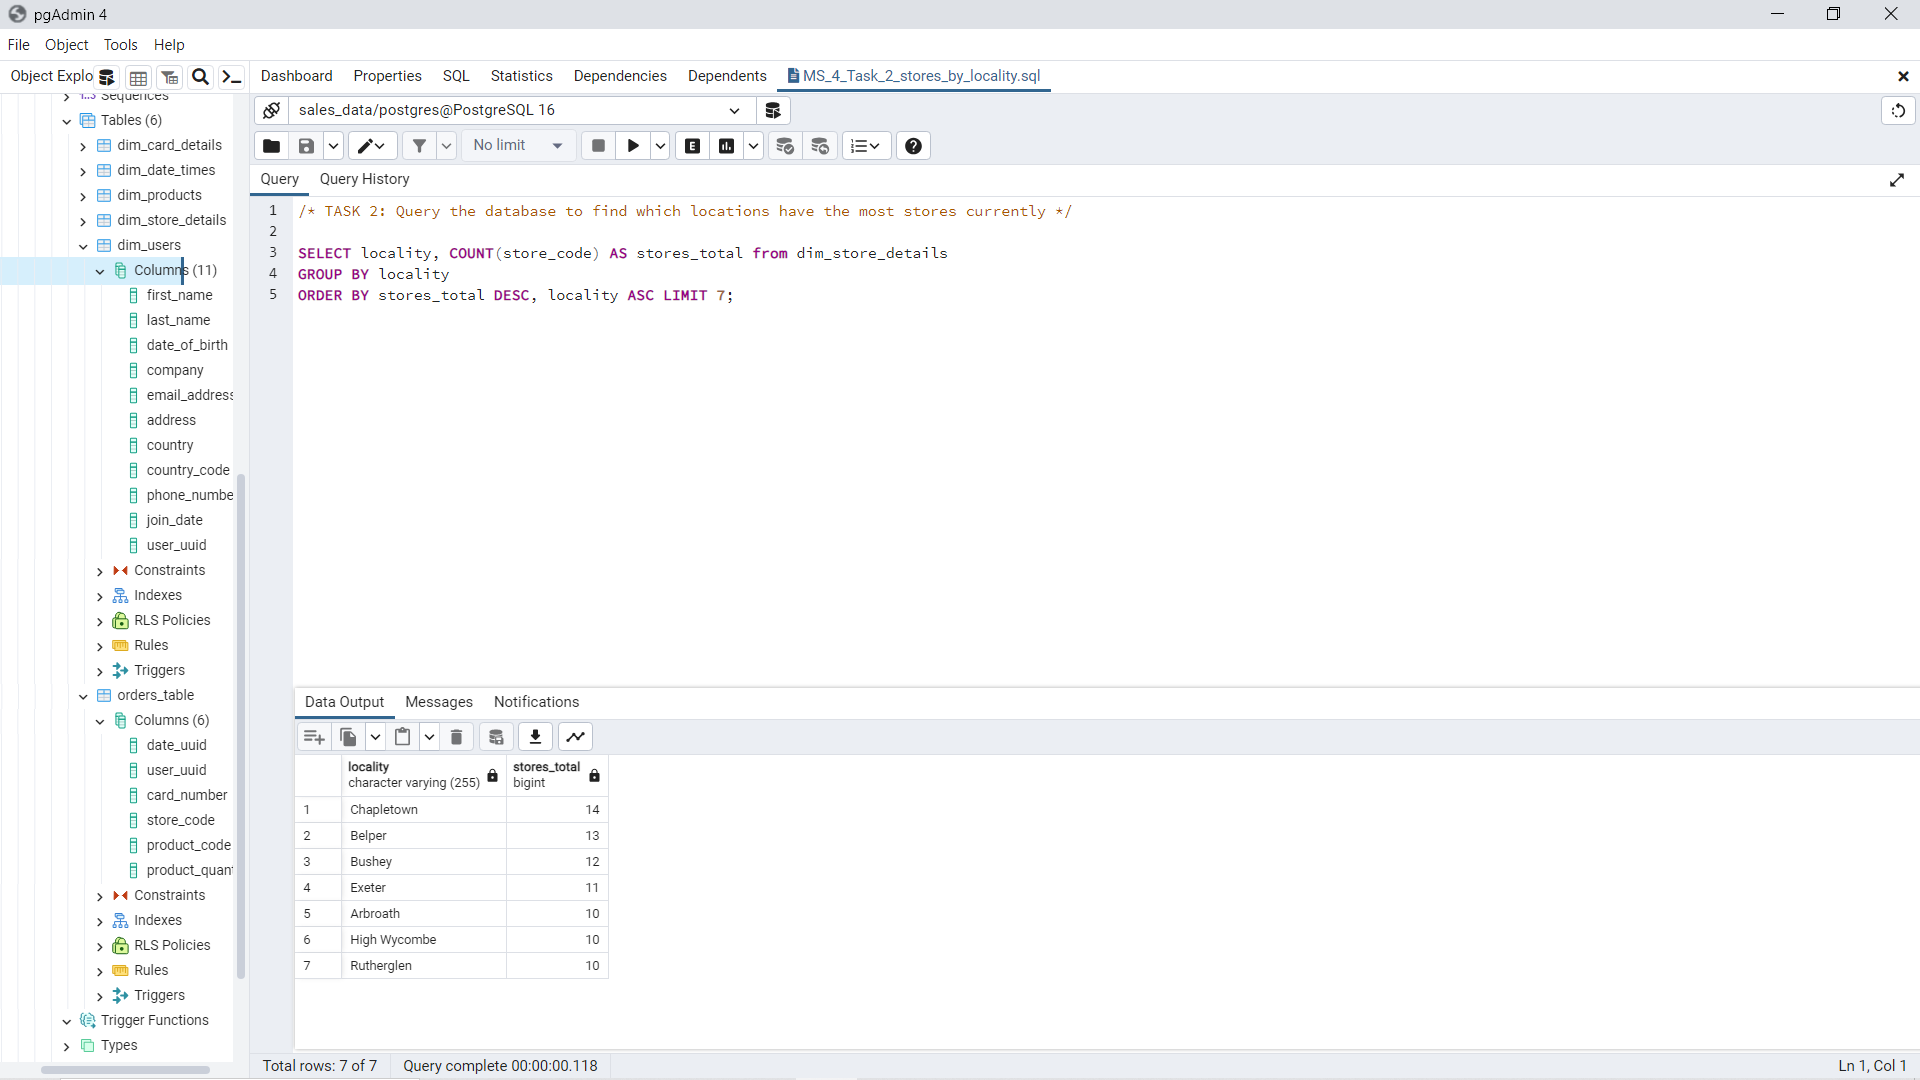 pgAdmin 4
File Object Tools Help
Object Explo
Dashboard Properties SQL Statistics Dependencies Dependents MS_4_Task_2_stores_by_locality.sql
Sequences
Tables (6)
dim_card_details
dim_date_times
dim_products
dim_store_details
dim_users
Columns (11)
first_name
last_name
date_of_birth
company
email_address
address
country
country_code
phone_numbe
join_date
user_uuid
Constraints
Indexes
RLS Policies
Rules
Triggers
orders_table
Columns (6)
date_uuid
user_uuid
card_number
store_code
product_code
product_quant
Constraints
Indexes
RLS Policies
Rules
Triggers
Trigger Functions
Types
sales_data/postgres@PostgreSQL 16
No limit
E
Query Query History
1 /* TASK 2: Query the database to find which locations have the most stores currently */
2
3 SELECT locality, COUNT(store_code) AS stores_total from dim_store_details
4 GROUP BY locality
5 ORDER BY stores_total DESC, locality ASC LIMIT 7;
Data Output Messages Notifications
locality stores_total
character varying (255) bigint
1 Chapletown 14
2 Belper 13
3 Bushey 12
4 Exeter 11
5 Arbroath 10
6 High Wycombe 10
7 Rutherglen 10
Total rows: 7 of 7 Query complete 00:00:00.118 Ln 1, Col 1